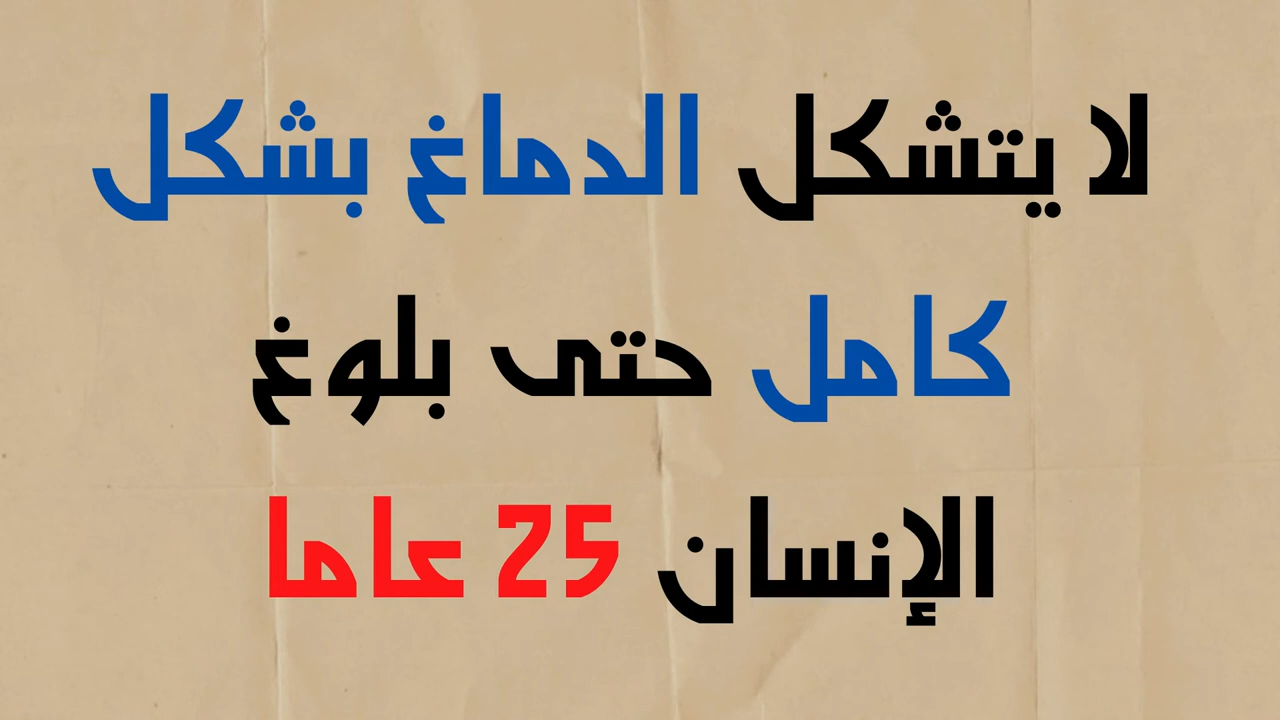 لا يتشكل الدماغ بشكل
كامل حتى بلوغ
الإنسان 25 عاما